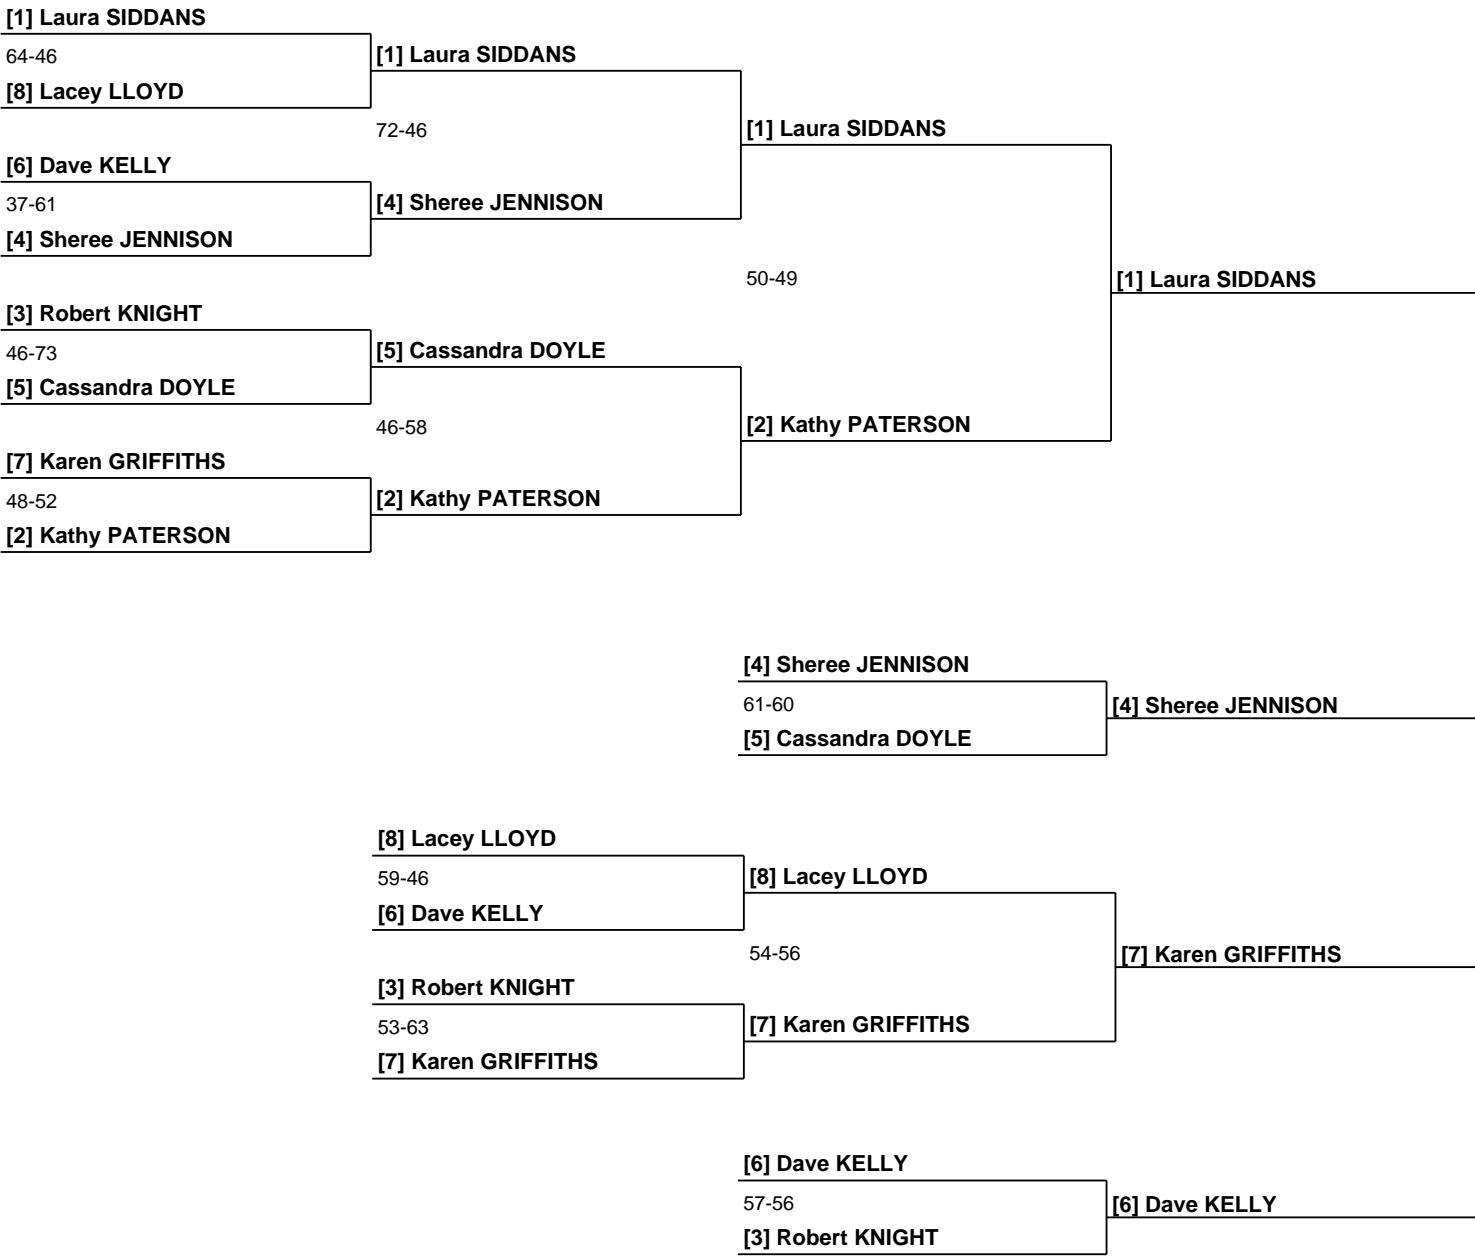 [1] Laura SIDDANS
64-46
[1] Laura SIDDANS
[8] Lacey LLOYD
72-46
[1] Laura SIDDANS
[6] Dave KELLY
37-61
[4] Sheree JENNISON
[4] Sheree JENNISON
50-49
[1] Laura SIDDANS
[3] Robert KNIGHT
46-73
[5] Cassandra DOYLE
[5] Cassandra DOYLE
46-58
[2] Kathy PATERSON
[7] Karen GRIFFITHS
48-52
[2] Kathy PATERSON
[2] Kathy PATERSON
[4] Sheree JENNISON
61-60
[4] Sheree JENNISON
[5] Cassandra DOYLE
[8] Lacey LLOYD
59-46
[8] Lacey LLOYD
[6] Dave KELLY
54-56
[7] Karen GRIFFITHS
[3] Robert KNIGHT
53-63
[7] Karen GRIFFITHS
[7] Karen GRIFFITHS
[6] Dave KELLY
57-56
[6] Dave KELLY
[3] Robert KNIGHT